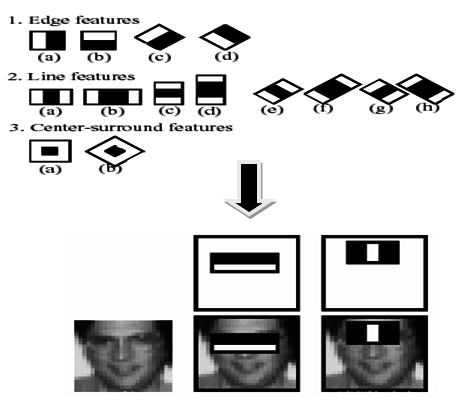 1. Edge features
(a) (b) (c) (d)
2. Line features
(a) (b) (c) (d) (e) (f) (g) (h)
3. Center-surround features
(a) (b)